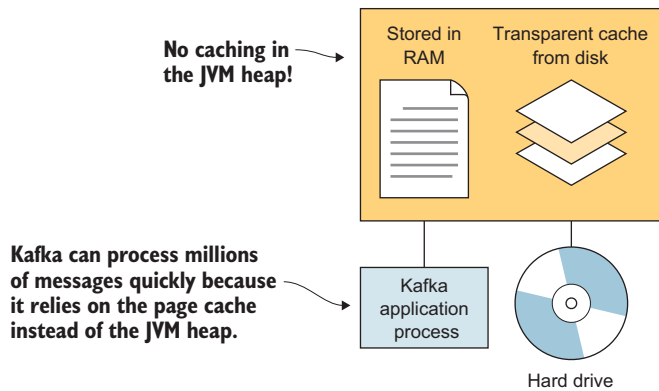 No caching in
the JVM heap!
Stored in
RAM
Transparent cache
from disk
Kafka can process millions
of messages quickly because
it relies on the page cache
instead of the JVM heap.
Kafka
application
process
Hard drive